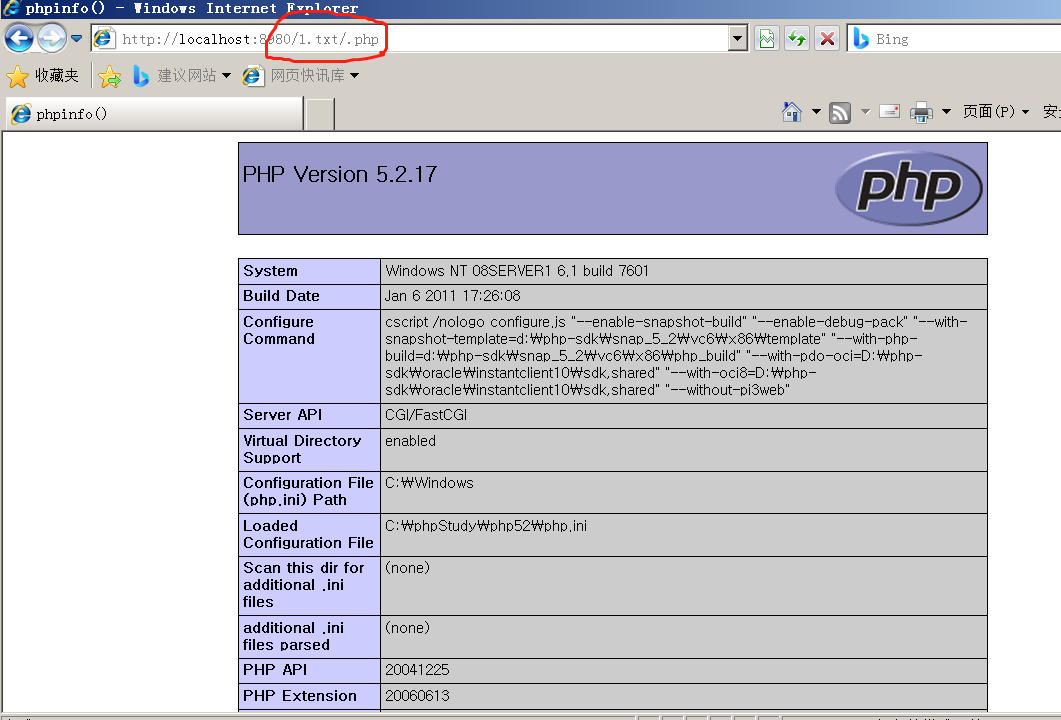 phpinfo() - Windows Internet Explorer
http://localhost:8980/1.txt/.php
Bing
收藏夹 建议网站 网页快讯库
phpinfo()
页面(P)
PHP Version 5.2.17
php
System Windows NT 08SERVER1 6.1 build 7601
Build Date Jan 6 2011 17:26:08
Configure Command cscript /nologo configure.js "--enable-snapshot-build" "--enable-debug-pack" "--with-
snapshot-template=d:₩php-sdk₩snap_5_2₩vc6₩x86₩template" "--with-php-
build=d:₩php-sdk₩snap_5_2₩vc6₩x86₩php_build" "--with-pdo-oci=D:₩php-
sdk₩oracle₩instantclient10₩sdk,shared" "--with-oci8=D:₩php-
sdk₩oracle₩instantclient10₩sdk,shared" "--without-pi3web"
Server API CGI/FastCGI
Virtual Directory Support enabled
Configuration File (php.ini) Path C:₩Windows
Loaded Configuration File C:₩phpStudy₩php52₩php.ini
Scan this dir for additional .ini files (none)
additional .ini files parsed (none)
PHP API 20041225
PHP Extension 20060613